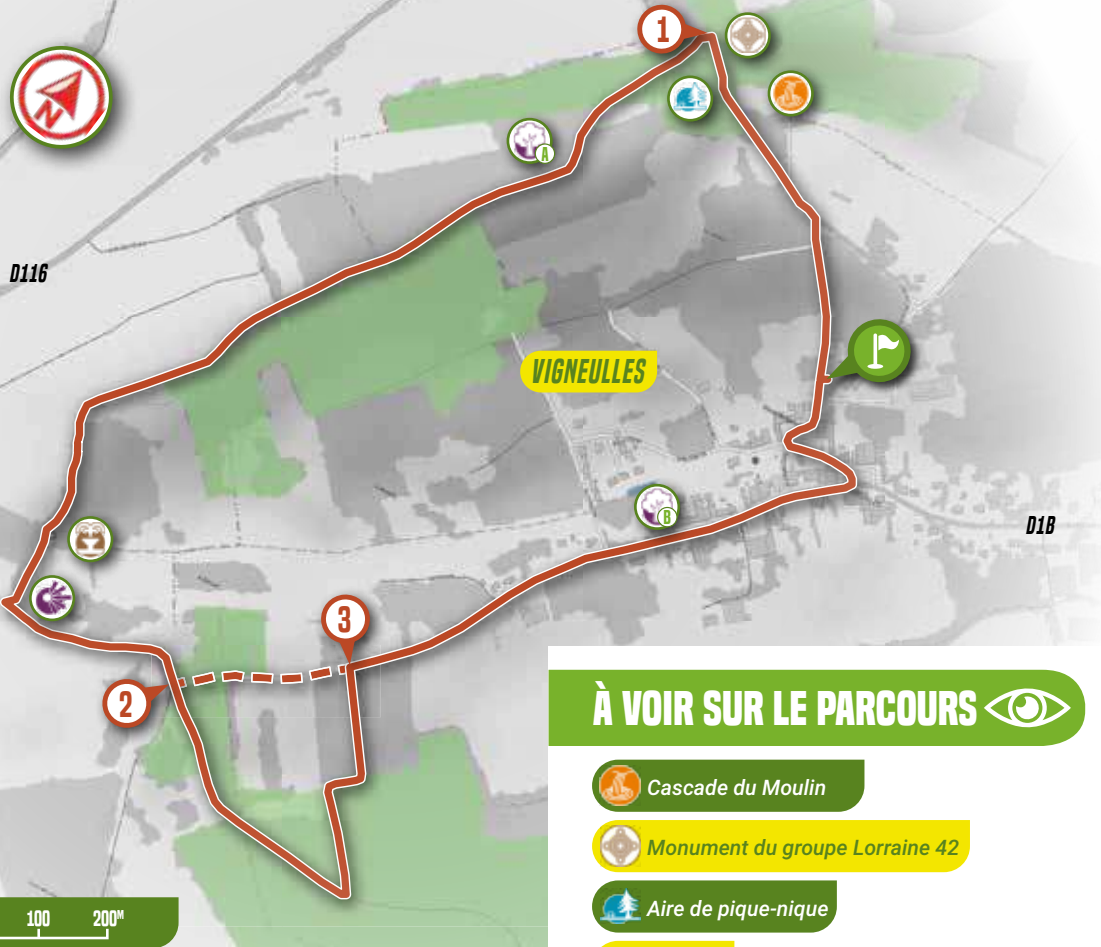 1
N
A
D116
VIGNEULLES
B
D1B
3
2
100 200M
À VOIR SUR LE PARCOURS
Cascade du Moulin
Monument du groupe Lorraine 42
Aire de pique-nique